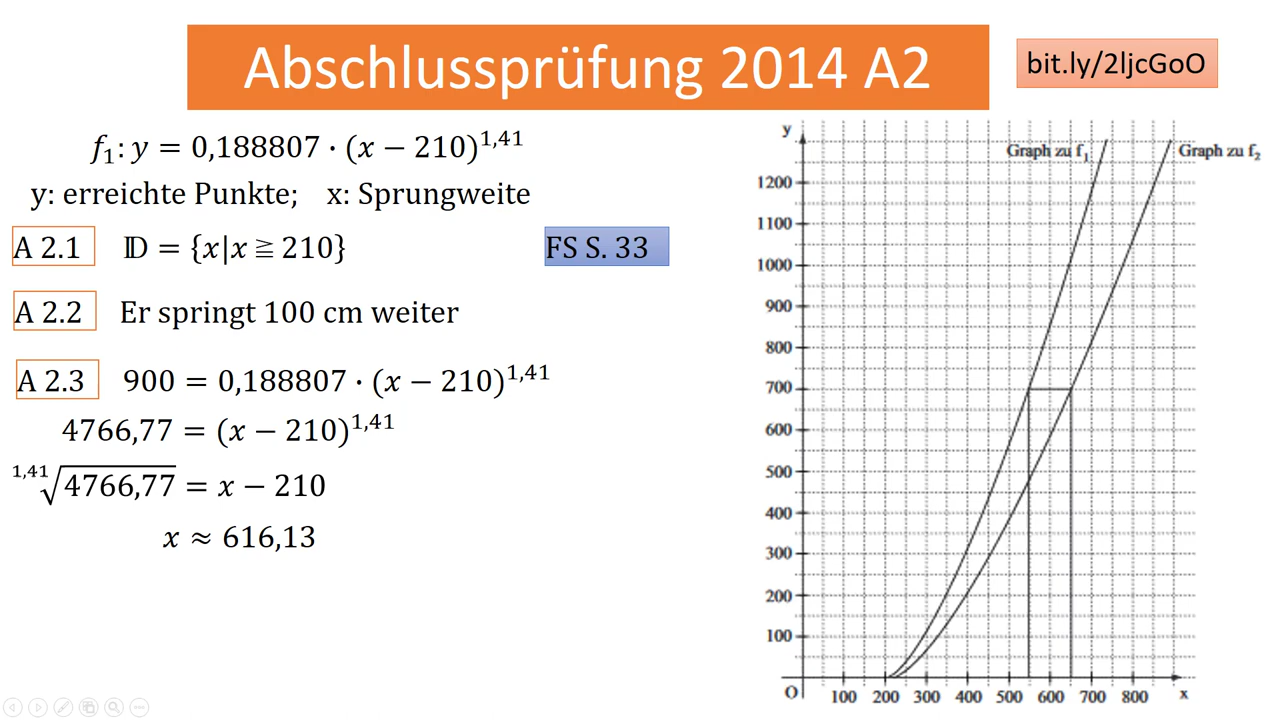 Abschlussprüfung 2014 A2
bit.ly/2ljcGoO
f₁: y = 0,188807 · (x − 210)^1,41
y: erreichte Punkte; x: Sprungweite
A 2.1 𝔻 = {x|x ≧ 210}
FS S. 33
A 2.2 Er springt 100 cm weiter
A 2.3 900 = 0,188807 · (x − 210)^1,41
4766,77 = (x − 210)^1,41
1,41√4766,77 = x − 210
x ≈ 616,13
y
Graph zu f₁
Graph zu f₂
1200
1100
1000
900
800
700
600
500
400
300
200
100
O 100 200 300 400 500 600 700 800 x